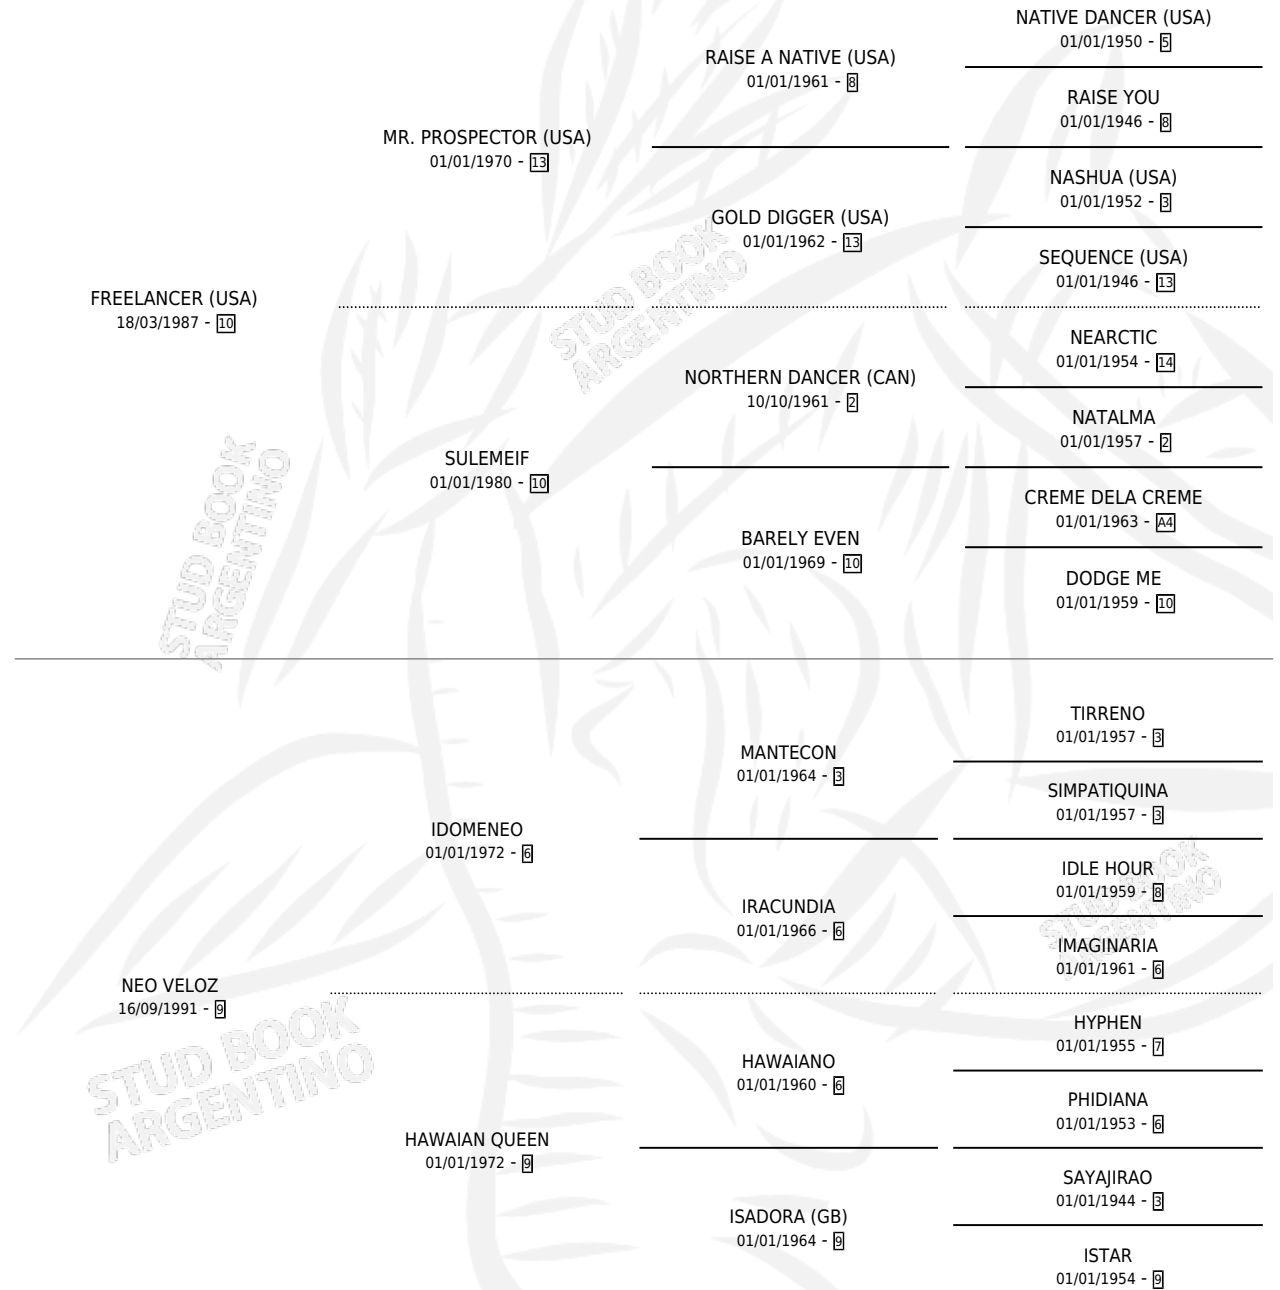 FREELANCER (USA)
18/03/1987 - 10
MR. PROSPECTOR (USA)
01/01/1970 - 13
RAISE A NATIVE (USA)
01/01/1961 - 8
NATIVE DANCER (USA)
01/01/1950 - 5
RAISE YOU
01/01/1946 - 8
GOLD DIGGER (USA)
01/01/1962 - 13
NASHUA (USA)
01/01/1952 - 3
SEQUENCE (USA)
01/01/1946 - 13
SULEMEIF
01/01/1980 - 10
NORTHERN DANCER (CAN)
10/10/1961 - 2
NEARCTIC
01/01/1954 - 14
NATALMA
01/01/1957 - 2
BARELY EVEN
01/01/1969 - 10
CREME DELA CREME
01/01/1963 - A4
DODGE ME
01/01/1959 - 10
NEO VELOZ
16/09/1991 - 9
IDOMENEO
01/01/1972 - 6
MANTECON
01/01/1964 - 3
TIRRENO
01/01/1957 - 3
SIMPATIQUINA
01/01/1957 - 3
IRACUNDIA
01/01/1966 - 6
IDLE HOUR
01/01/1959 - 8
IMAGINARIA
01/01/1961 - 6
HAWAIAN QUEEN
01/01/1972 - 9
HAWAIANO
01/01/1960 - 6
HYPHEN
01/01/1955 - 7
PHIDIANA
01/01/1953 - 6
ISADORA (GB)
01/01/1964 - 9
SAYAJIRAO
01/01/1944 - 3
ISTAR
01/01/1954 - 9
STUD BOOK
ARGENTINO
STUD BOOK
ARGENTINO
STUD BOOK
ARGENTINO
STUD BOOK
ARGENTINO